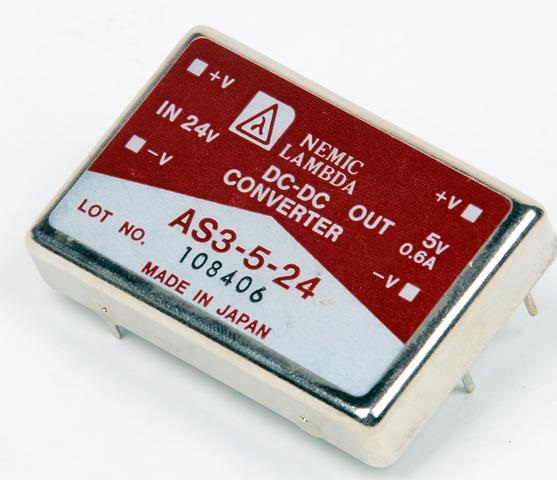 +V
IN 24V
-V
NEMIC
LAMBDA
DC-DC
CONVERTER
OUT
+V
5V
0.6A
-V
AS3-5-24
LOT NO. 108406
MADE IN JAPAN